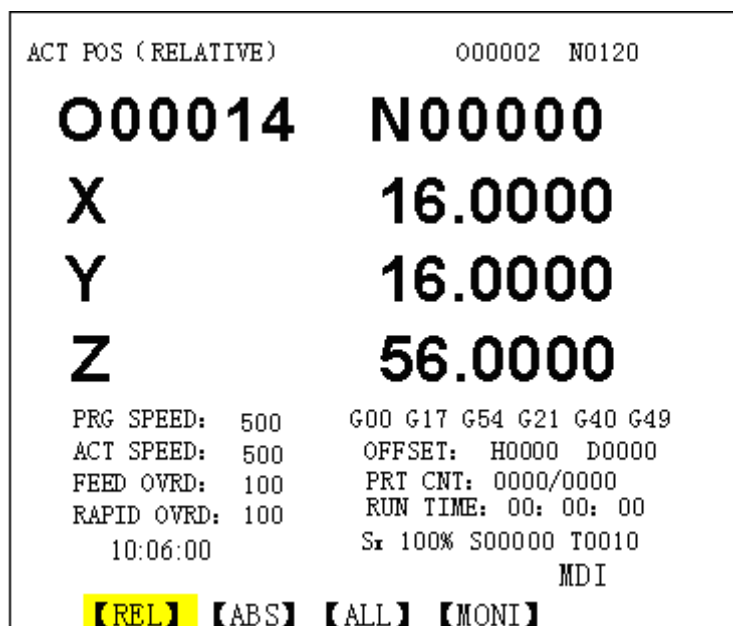 ACT POS (RELATIVE) O00002 N0120
O00014 N00000
X 16.0000
Y 16.0000
Z 56.0000
PRG SPEED: 500 G00 G17 G54 G21 G40 G49
ACT SPEED: 500 OFFSET: H0000 D0000
FEED OVRD: 100 PRT CNT: 0000/0000
RAPID OVRD: 100 RUN TIME: 00: 00: 00
10:06:00 Sx 100% S00000 T0010
MDI
【REL】 【ABS】 【ALL】 【MONI】